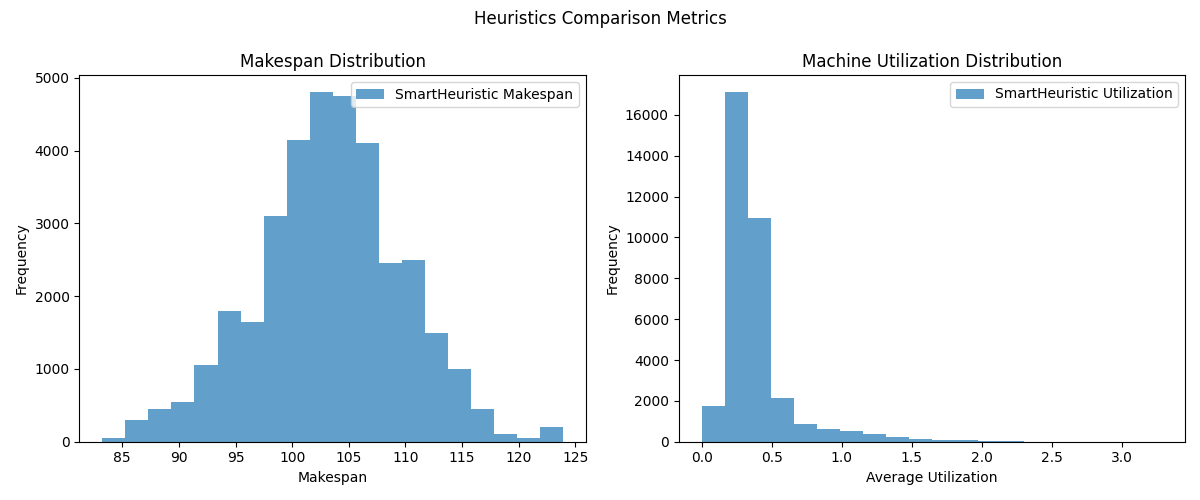 Heuristics Comparison Metrics
Makespan Distribution
SmartHeuristic Makespan
Frequency
5000
4000
3000
2000
1000
0
85 90 95 100 105 110 115 120 125
Makespan
Machine Utilization Distribution
SmartHeuristic Utilization
Frequency
16000
14000
12000
10000
8000
6000
4000
2000
0
0.0 0.5 1.0 1.5 2.0 2.5 3.0
Average Utilization